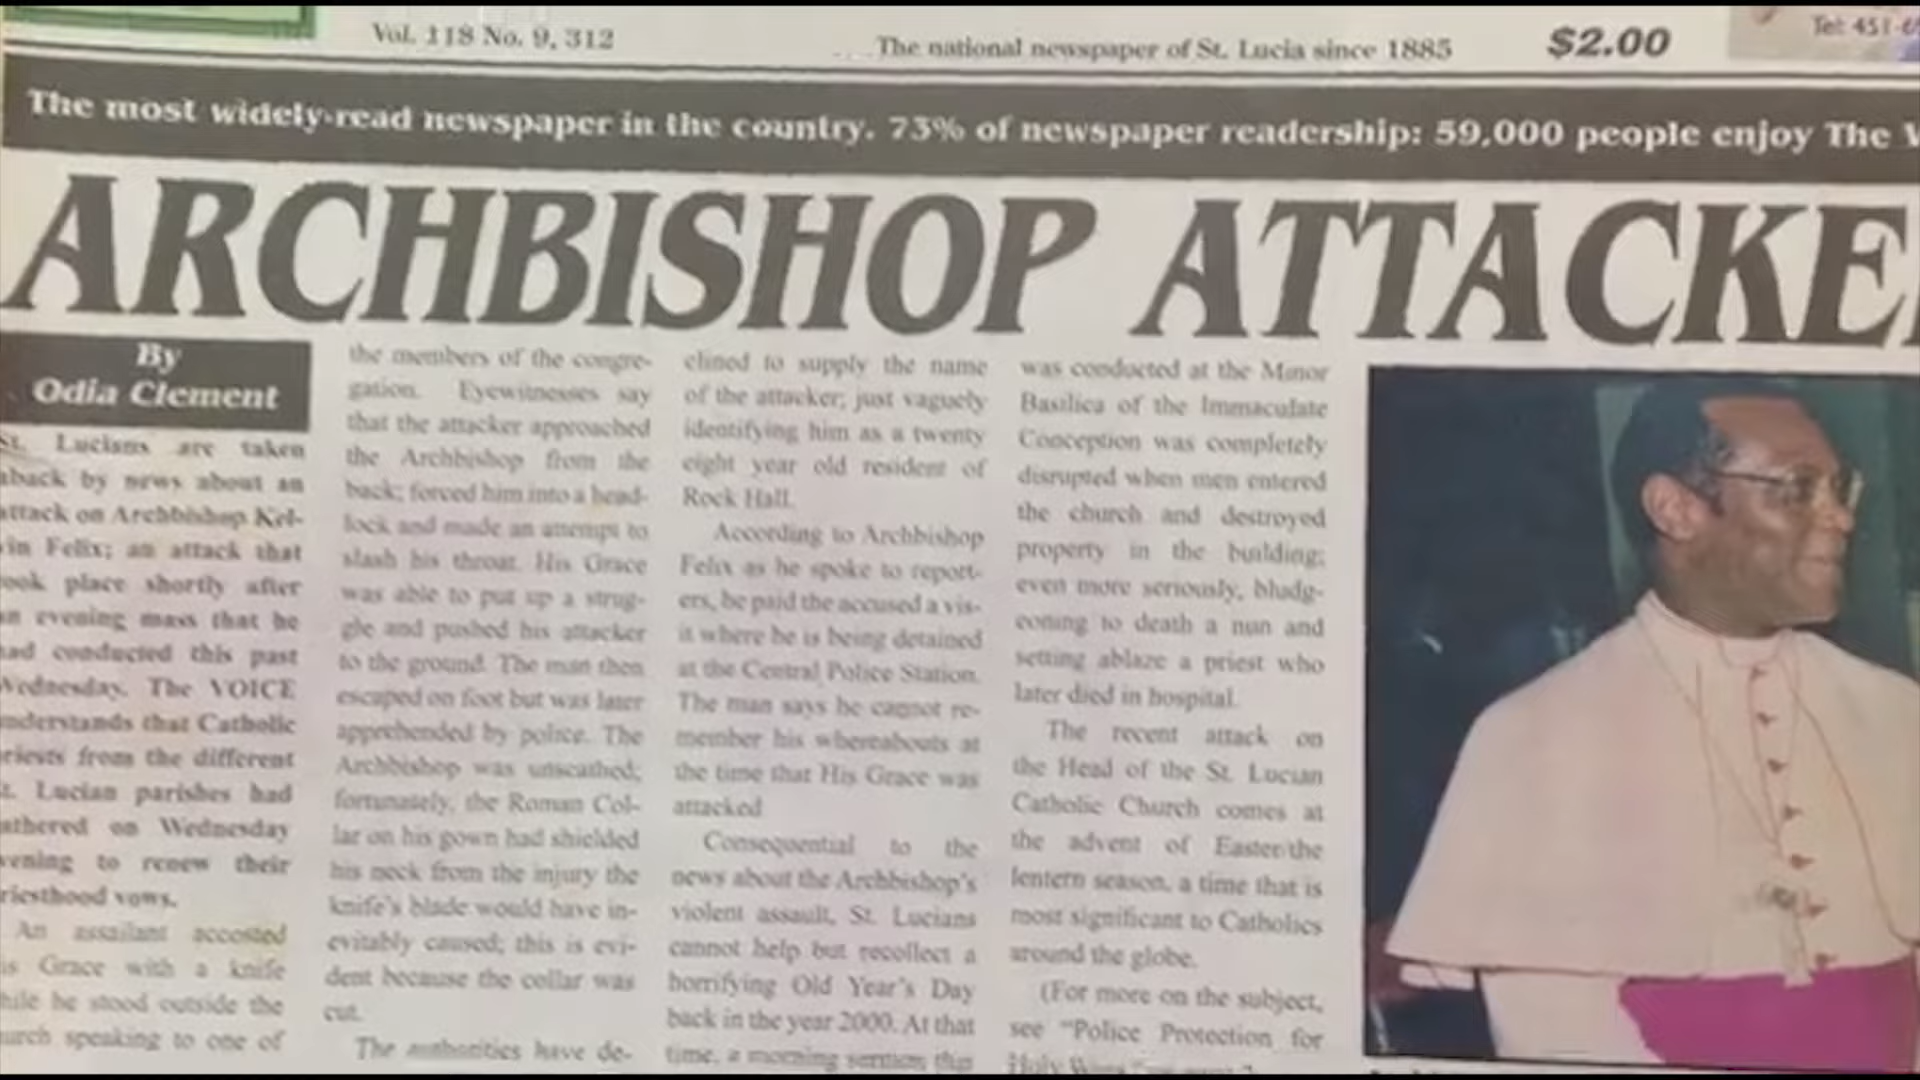 Vol. 118 No. 9, 312
The national newspaper of St. Lucia since 1885
$2.00
Tel: 451-6
The most widely-read newspaper in the country. 73% of newspaper readership: 59,000 people enjoy The V
ARCHBISHOP ATTACKE
By
Odia Clement
St. Lucians are taken
aback by news about an
attack on Archbishop Kel-
vin Felix; an attack that
ook place shortly after
an evening mass that he
had conducted this past
Wednesday. The VOICE
understands that Catholic
riests from the different
t. Lucian parishes had
athered on Wednesday
vening to renew their
riesthood vows.
An assailant accosted
is Grace with a knife
hile he stood outside the
urch speaking to one of
the members of the congre-
gation. Eyewitnesses say
that the attacker approached
the Archbishop from the
back; forced him into a head-
lock and made an attempt to
slash his throat. His Grace
was able to put up a strug-
gle and pushed his attacker
to the ground. The man then
escaped on foot but was later
apprehended by police. The
Archbishop was unscathed;
fortunately, the Roman Col-
lar on his gown had shielded
his neck from the injury the
knife's blade would have in-
evitably caused; this is evi-
dent because the collar was
cut.
The authorities have de-
clined to supply the name
of the attacker; just vaguely
identifying him as a twenty
eight year old resident of
Rock Hall.
According to Archbishop
Felix as he spoke to report-
ers, he paid the accused a vis-
it where he is being detained
at the Central Police Station.
The man says he cannot re-
member his whereabouts at
the time that His Grace was
attacked
Consequential to the
news about the Archbishop's
violent assault, St. Lucians
cannot help but recollect a
horrifying Old Year's Day
back in the year 2000. At that
time, a morning sermon that
was conducted at the Minor
Basilica of the Immaculate
Conception was completely
disrupted when men entered
the church and destroyed
property in the building;
even more seriously, bludg-
eoning to death a nun and
setting ablaze a priest who
later died in hospital.
The recent attack on
the Head of the St. Lucian
Catholic Church comes at
the advent of Easter/the
lentern season, a time that is
most significant to Catholics
around the globe.
(For more on the subject,
see "Police Protection for
Holy